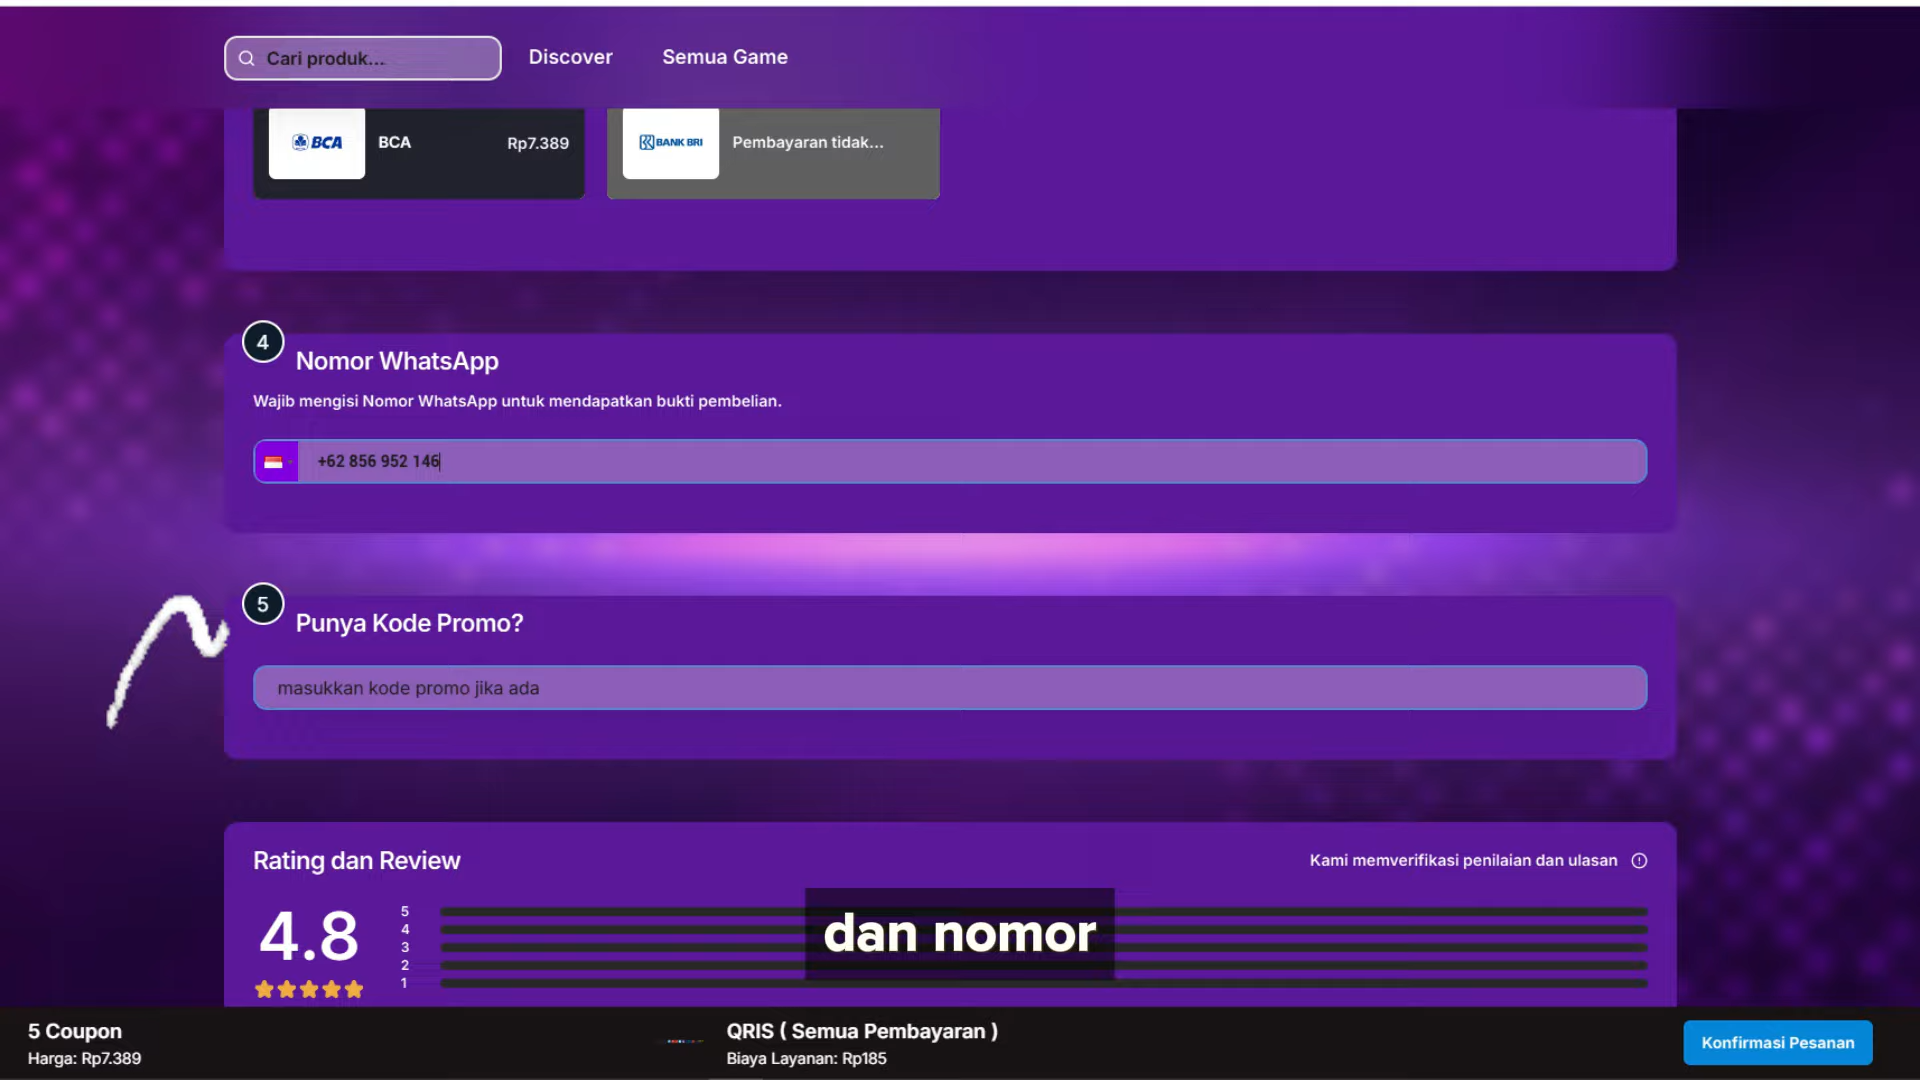 Cari produk...
Discover
Semua Game
BCA
BCA
Rp7.389
BANK BRI
Pembayaran tidak...
4
Nomor WhatsApp
Wajib mengisi Nomor WhatsApp untuk mendapatkan bukti pembelian.
+62 856 952 146
5
Punya Kode Promo?
masukkan kode promo jika ada
Rating dan Review
Kami memverifikasi penilaian dan ulasan
4.8
5
4
3
2
1
dan nomor
5 Coupon
Harga: Rp7.389
QRIS ( Semua Pembayaran )
Biaya Layanan: Rp185
Konfirmasi Pesanan